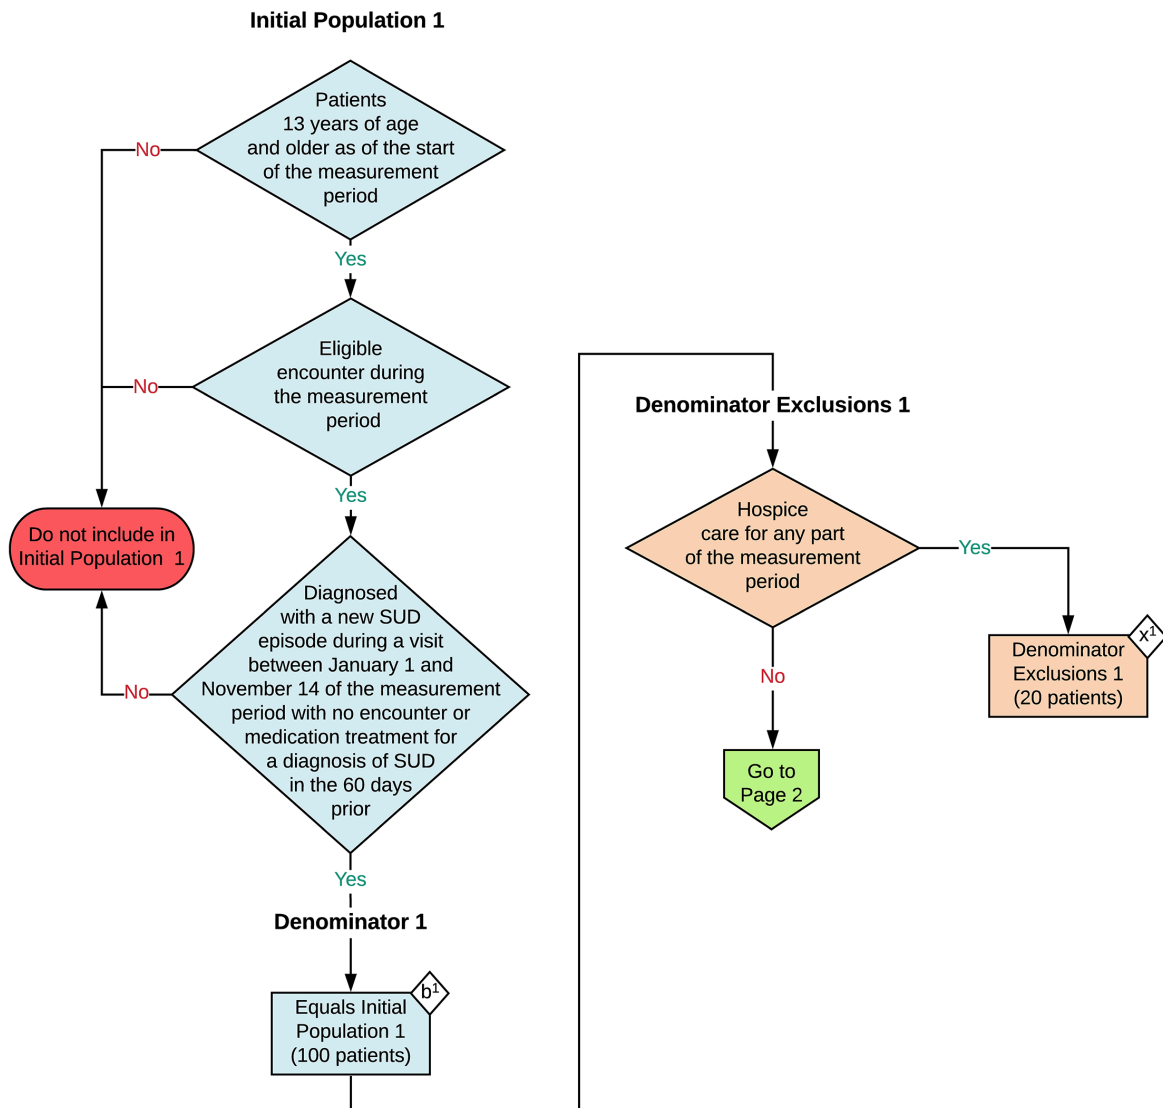 Initial Population 1
Patients
13 years of age
and older as of the start
of the measurement
period
No
Yes
Eligible
encounter during
the measurement
period
No
Yes
Do not include in
Initial Population 1
Diagnosed
with a new SUD
episode during a visit
between January 1 and
November 14 of the measurement
period with no encounter or
medication treatment for
a diagnosis of SUD
in the 60 days
prior
No
Yes
Denominator 1
b¹
Equals Initial
Population 1
(100 patients)
Denominator Exclusions 1
Hospice
care for any part
of the measurement
period
Yes
x¹
Denominator
Exclusions 1
(20 patients)
No
Go to
Page 2